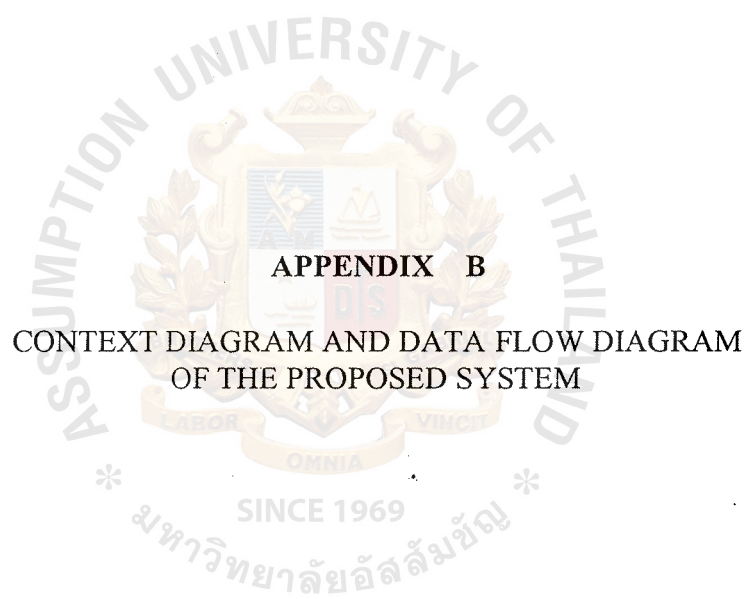 ASSUMPTION UNIVERSITY OF THAILAND
APPENDIX B
CONTEXT DIAGRAM AND DATA FLOW DIAGRAM
OF THE PROPOSED SYSTEM
A M
D S
LABOR
VINCIT
OMNIA
* SINCE 1969 *
มหาวิทยาลัยอัสสัมชัญ